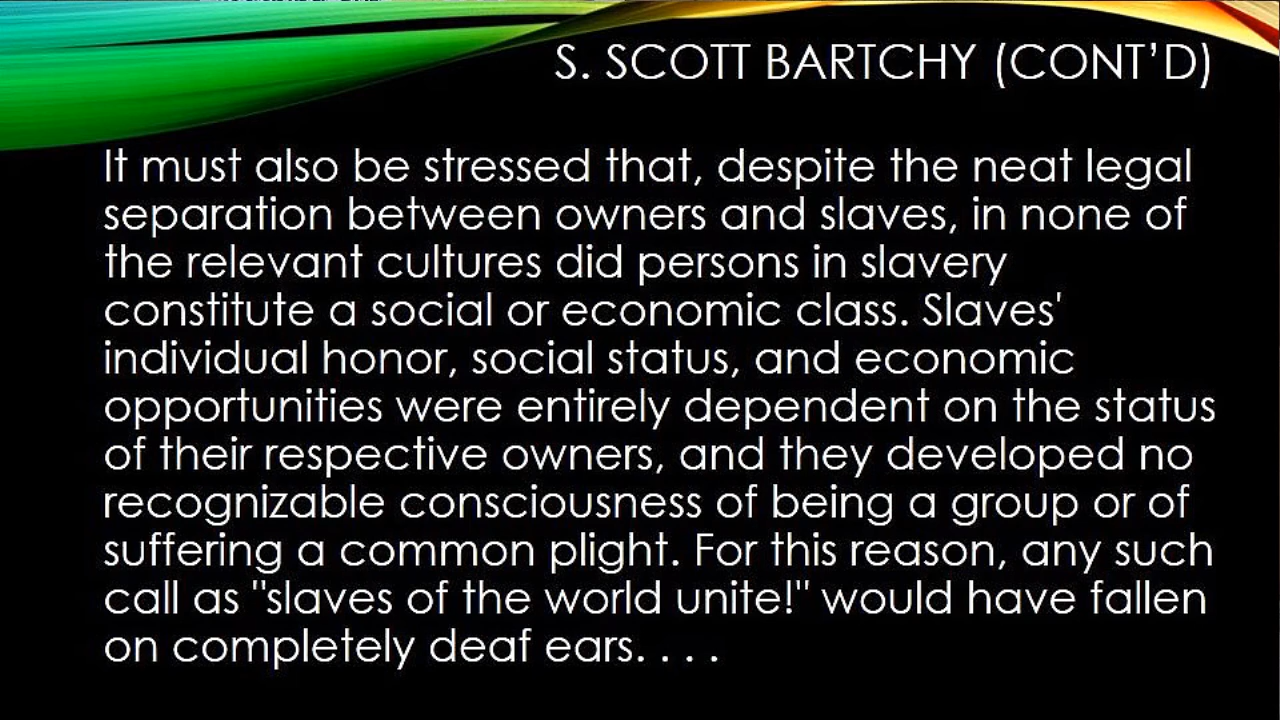 S. SCOTT BARTCHY (CONT’D)
It must also be stressed that, despite the neat legal
separation between owners and slaves, in none of
the relevant cultures did persons in slavery
constitute a social or economic class. Slaves'
individual honor, social status, and economic
opportunities were entirely dependent on the status
of their respective owners, and they developed no
recognizable consciousness of being a group or of
suffering a common plight. For this reason, any such
call as "slaves of the world unite!" would have fallen
on completely deaf ears. . . .